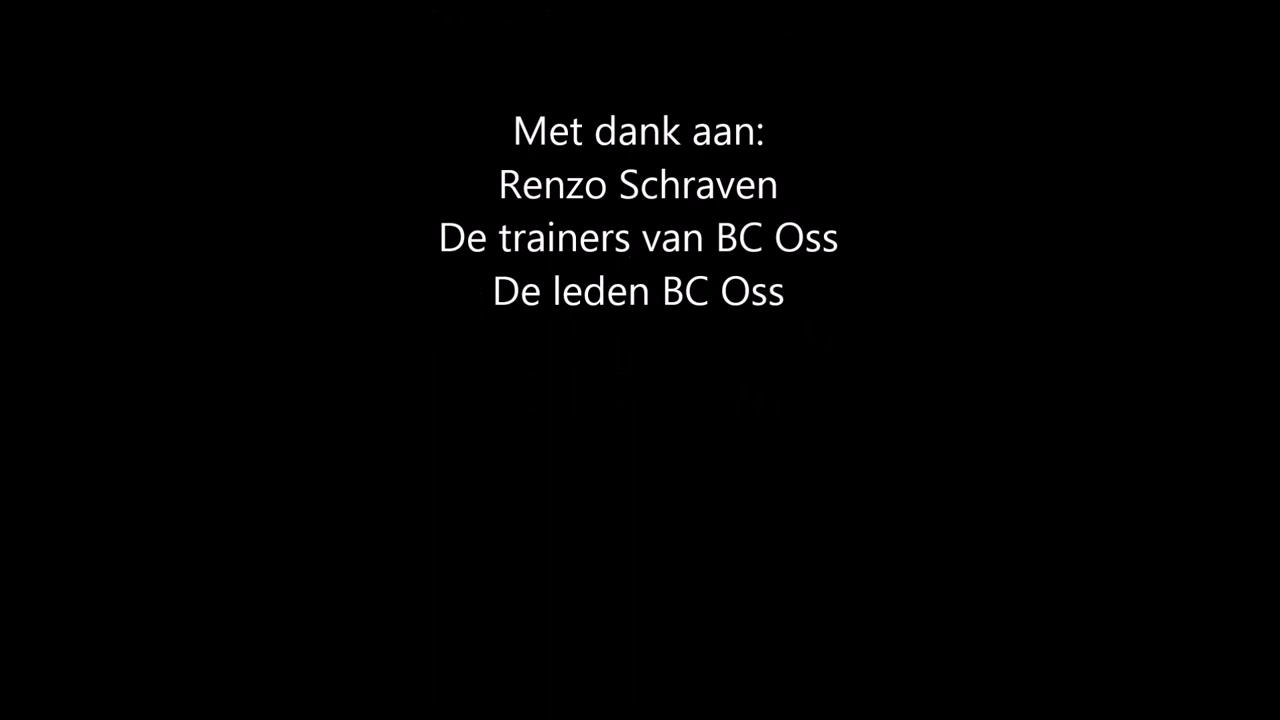 Met dank aan:
Renzo Schraven
De trainers van BC Oss
De leden BC Oss